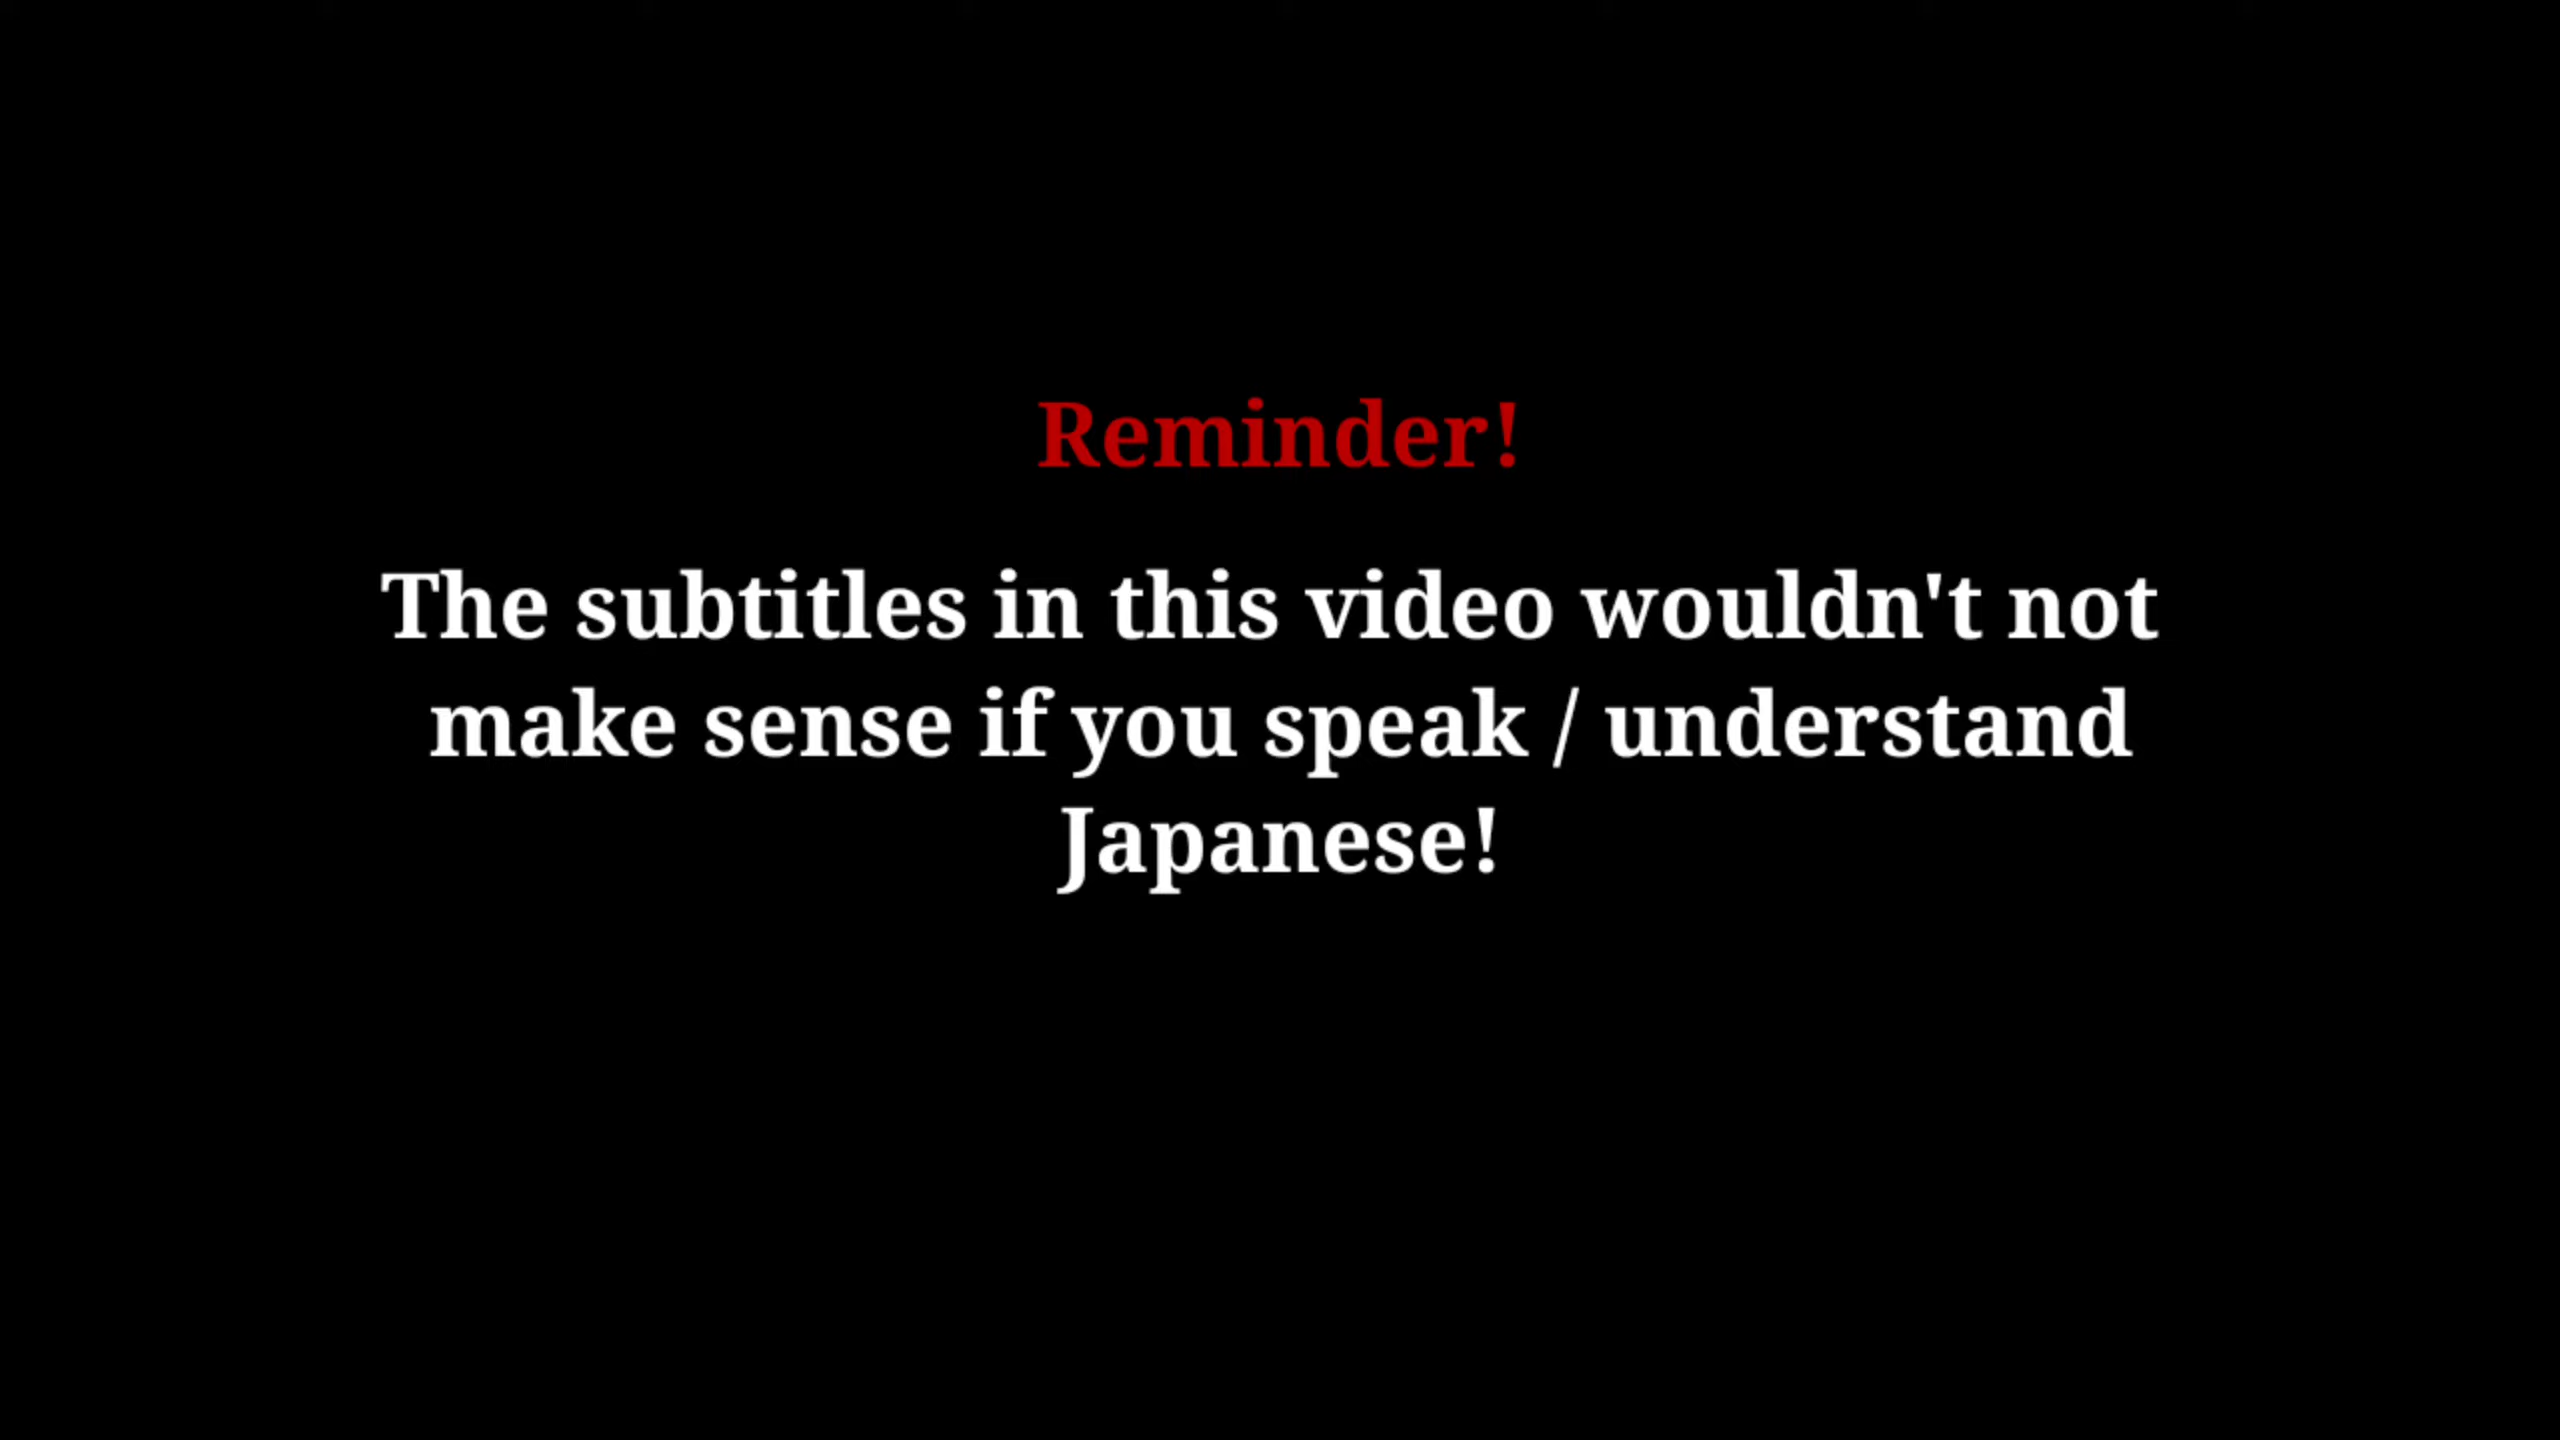 Reminder!
The subtitles in this video wouldn't not
make sense if you speak / understand
Japanese!